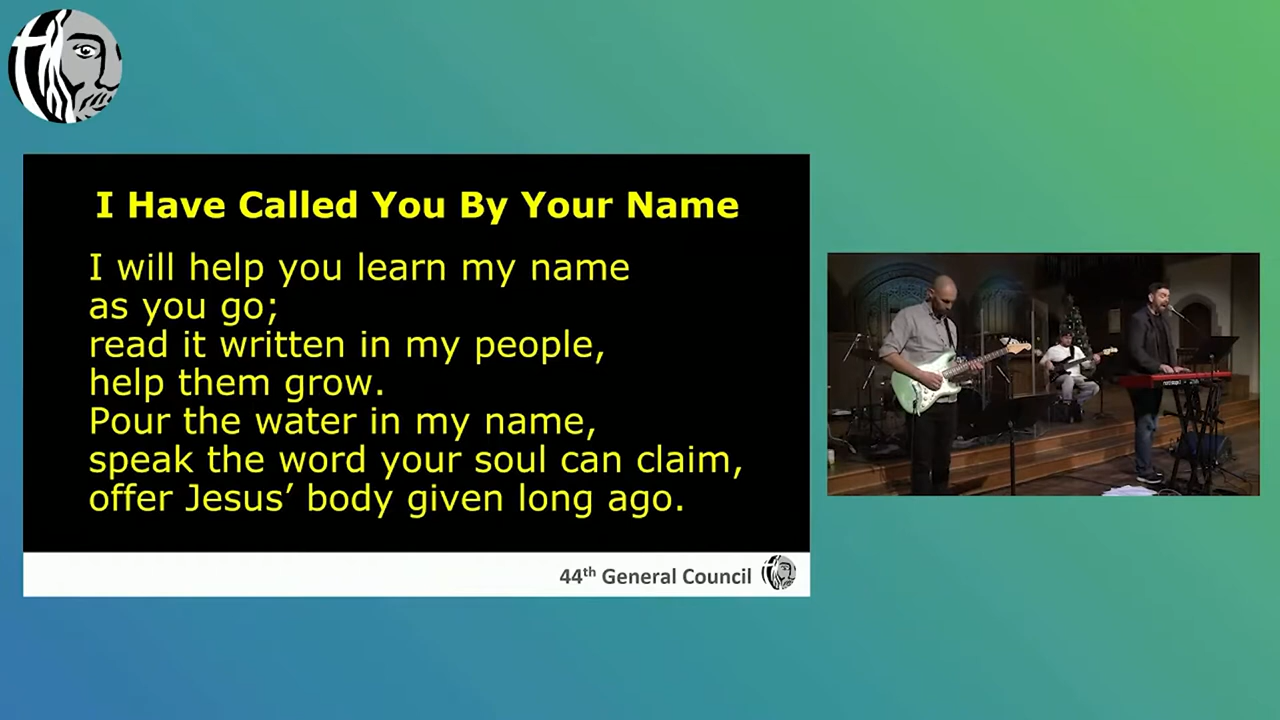 I Have Called You By Your Name
I will help you learn my name
as you go;
read it written in my people,
help them grow.
Pour the water in my name,
speak the word your soul can claim,
offer Jesus’ body given long ago.
44th General Council